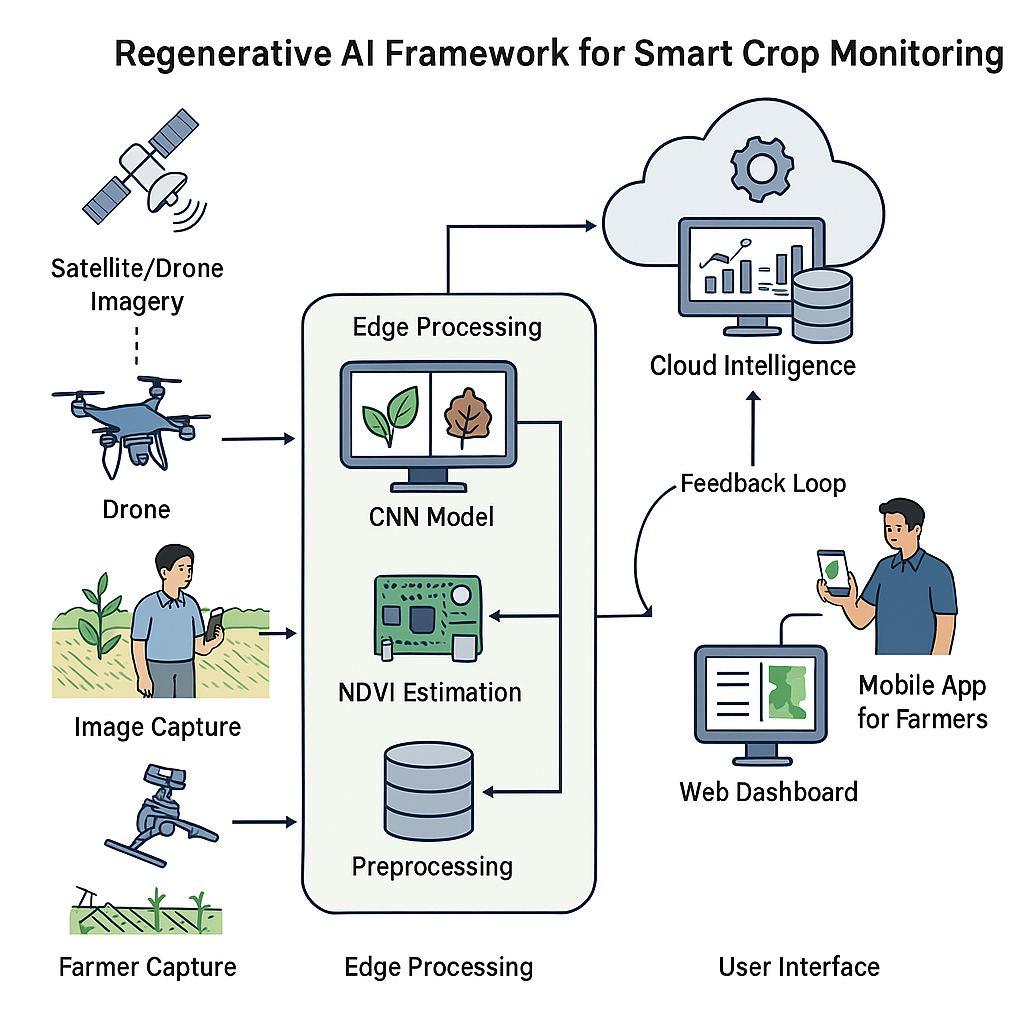 Regenerative AI Framework for Smart Crop Monitoring
Satellite/Drone
Imagery
Drone
Image Capture
Farmer Capture
Edge Processing
CNN Model
NDVI Estimation
Preprocessing
Edge Processing
Cloud Intelligence
Feedback Loop
Mobile App
for Farmers
Web Dashboard
User Interface